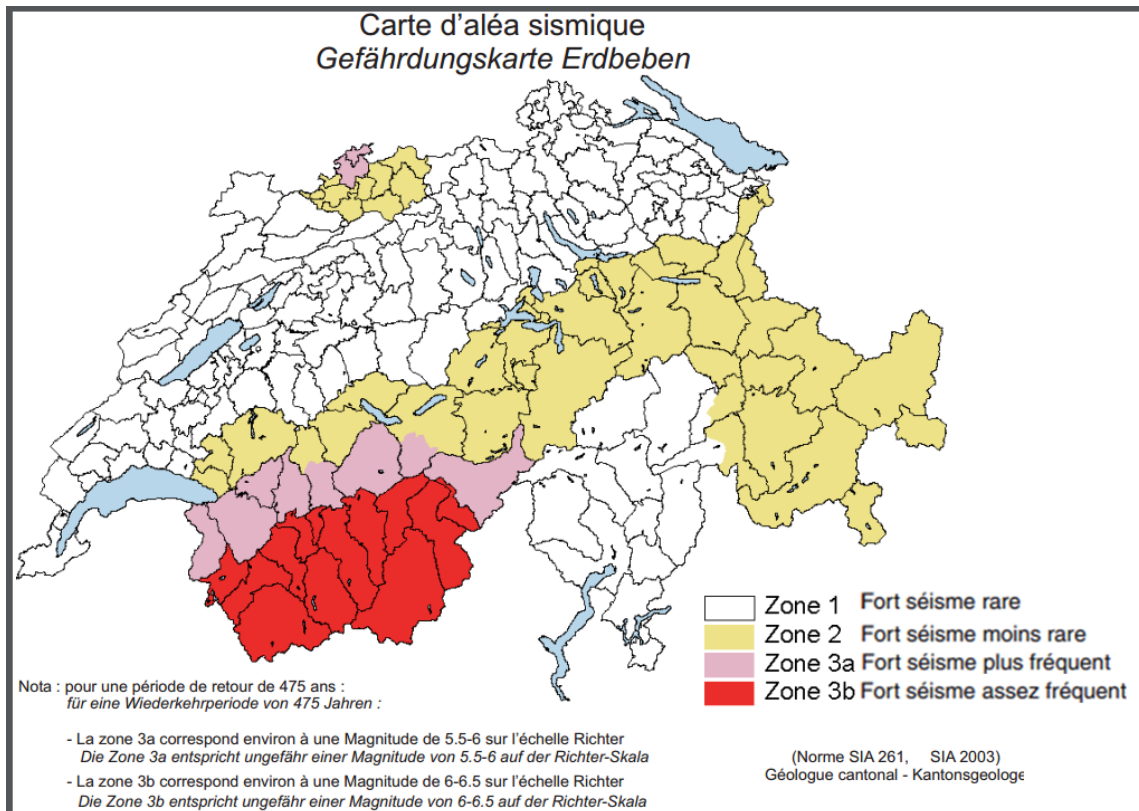 Carte d'aléa sismique
Gefährdungskarte Erdbeben
Zone 1 Fort séisme rare
Zone 2 Fort séisme moins rare
Zone 3a Fort séisme plus fréquent
Zone 3b Fort séisme assez fréquent
Nota : pour une période de retour de 475 ans :
für eine Wiederkehrperiode von 475 Jahren :
- La zone 3a correspond environ à une Magnitude de 5.5-6 sur l'échelle Richter
Die Zone 3a entspricht ungefähr einer Magnitude von 5.5-6 auf der Richter-Skala
- La zone 3b correspond environ à une Magnitude de 6-6.5 sur l'échelle Richter
Die Zone 3b entspricht ungefähr einer Magnitude von 6-6.5 auf der Richter-Skala
(Norme SIA 261, SIA 2003)
Géologue cantonal - Kantonsgeologe